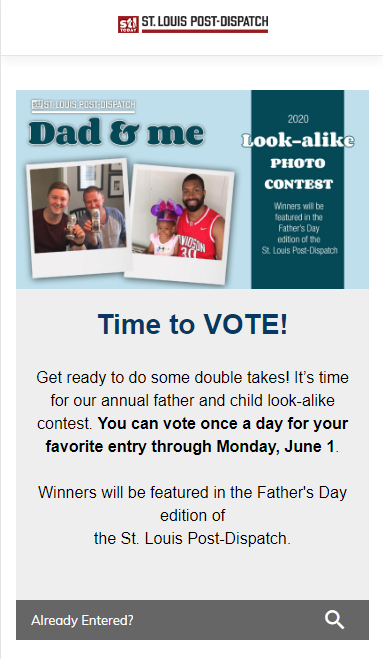 stl TODAY ST. LOUIS POST-DISPATCH
ST. LOUIS POST-DISPATCH
Dad & me
2020
Look-alike
PHOTO
CONTEST
Winners will be
featured in the
Father's Day
edition of the
St. Louis Post-Dispatch
Time to VOTE!
Get ready to do some double takes! It's time
for our annual father and child look-alike
contest. You can vote once a day for your
favorite entry through Monday, June 1.
Winners will be featured in the Father's Day
edition of
the St. Louis Post-Dispatch.
Already Entered?